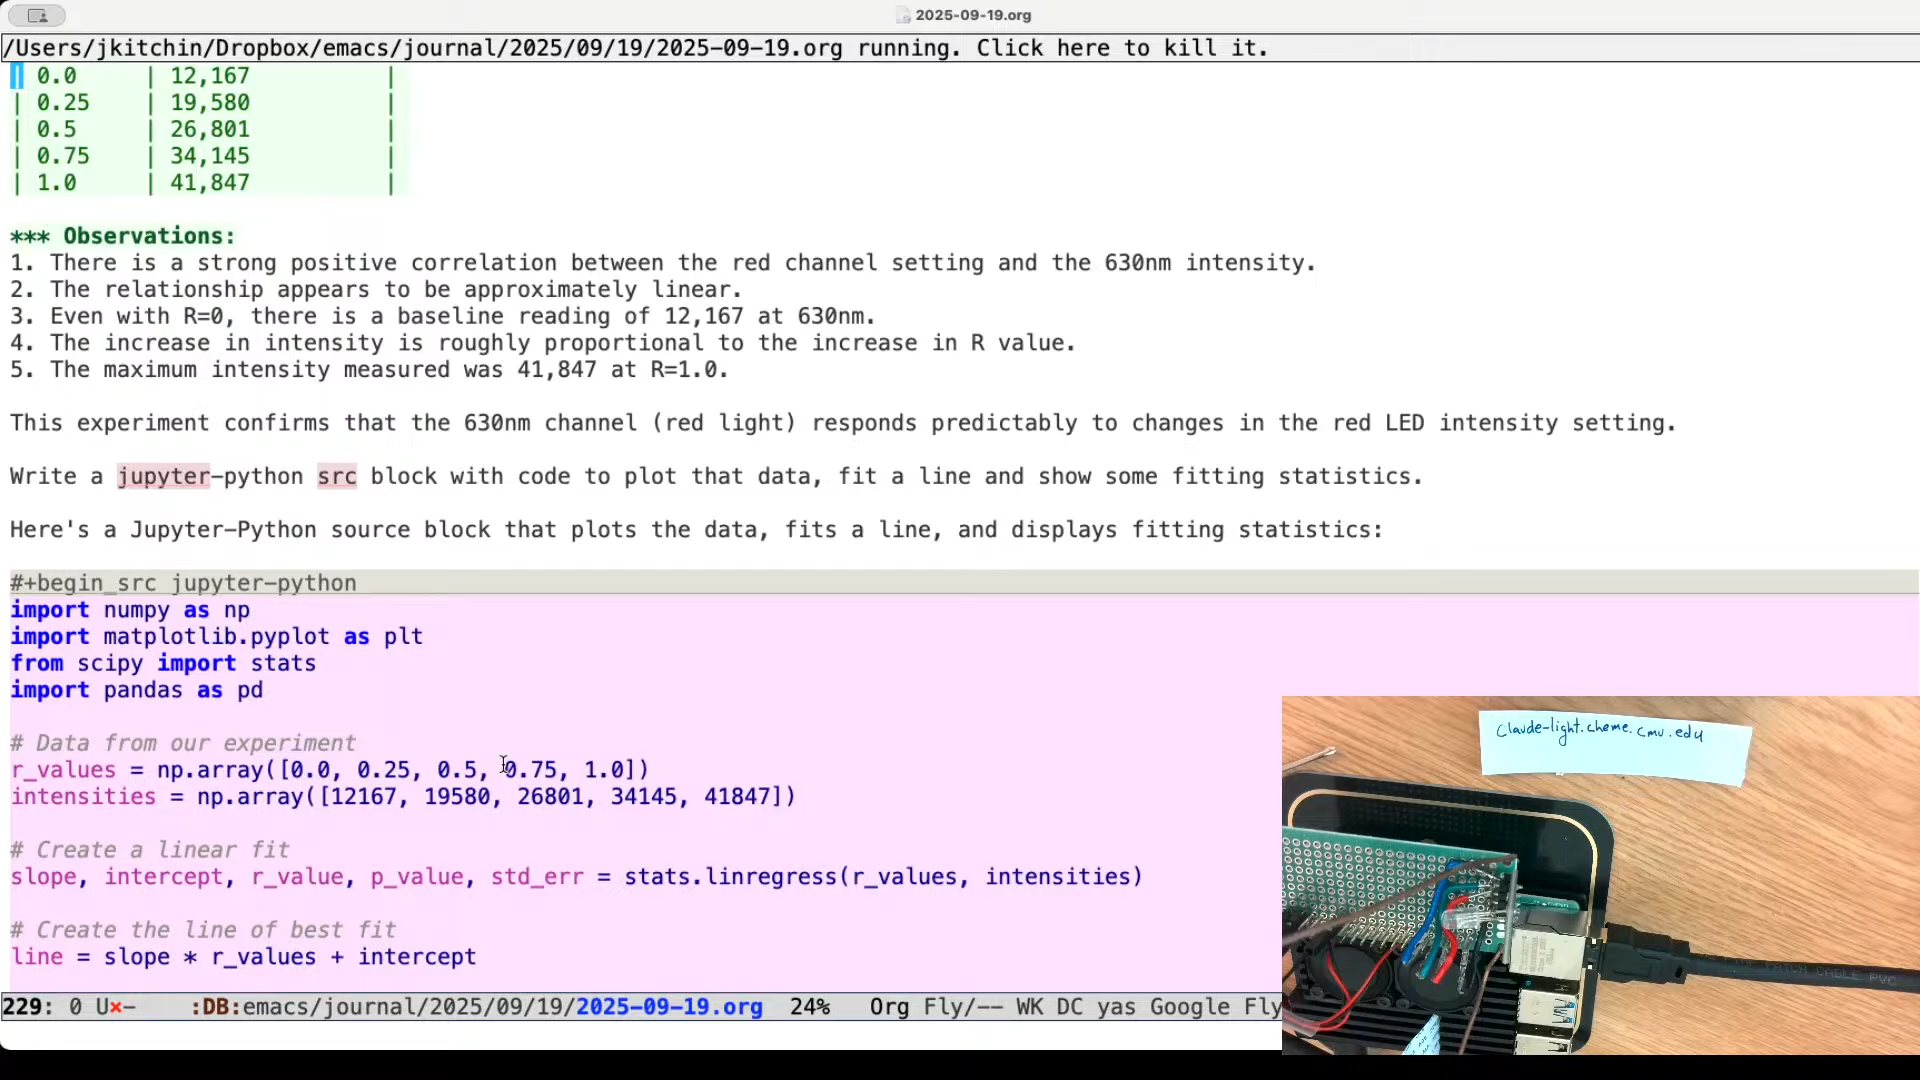 2025-09-19.org
/Users/jkitchin/Dropbox/emacs/journal/2025/09/19/2025-09-19.org running. Click here to kill it.
| 0.0 | 12,167 |
| 0.25 | 19,580 |
| 0.5 | 26,801 |
| 0.75 | 34,145 |
| 1.0 | 41,847 |
*** Observations:
1. There is a strong positive correlation between the red channel setting and the 630nm intensity.
2. The relationship appears to be approximately linear.
3. Even with R=0, there is a baseline reading of 12,167 at 630nm.
4. The increase in intensity is roughly proportional to the increase in R value.
5. The maximum intensity measured was 41,847 at R=1.0.
This experiment confirms that the 630nm channel (red light) responds predictably to changes in the red LED intensity setting.
Write a jupyter-python src block with code to plot that data, fit a line and show some fitting statistics.
Here's a Jupyter-Python source block that plots the data, fits a line, and displays fitting statistics:
#+begin_src jupyter-python
import numpy as np
import matplotlib.pyplot as plt
from scipy import stats
import pandas as pd
# Data from our experiment
r_values = np.array([0.0, 0.25, 0.5, 0.75, 1.0])
intensities = np.array([12167, 19580, 26801, 34145, 41847])
# Create a linear fit
slope, intercept, r_value, p_value, std_err = stats.linregress(r_values, intensities)
# Create the line of best fit
line = slope * r_values + intercept
229: 0 U×- :DB:emacs/journal/2025/09/19/2025-09-19.org 24% Org Fly/-- WK DC yas Google Fly
Claude-light.cheme.cmu.edu